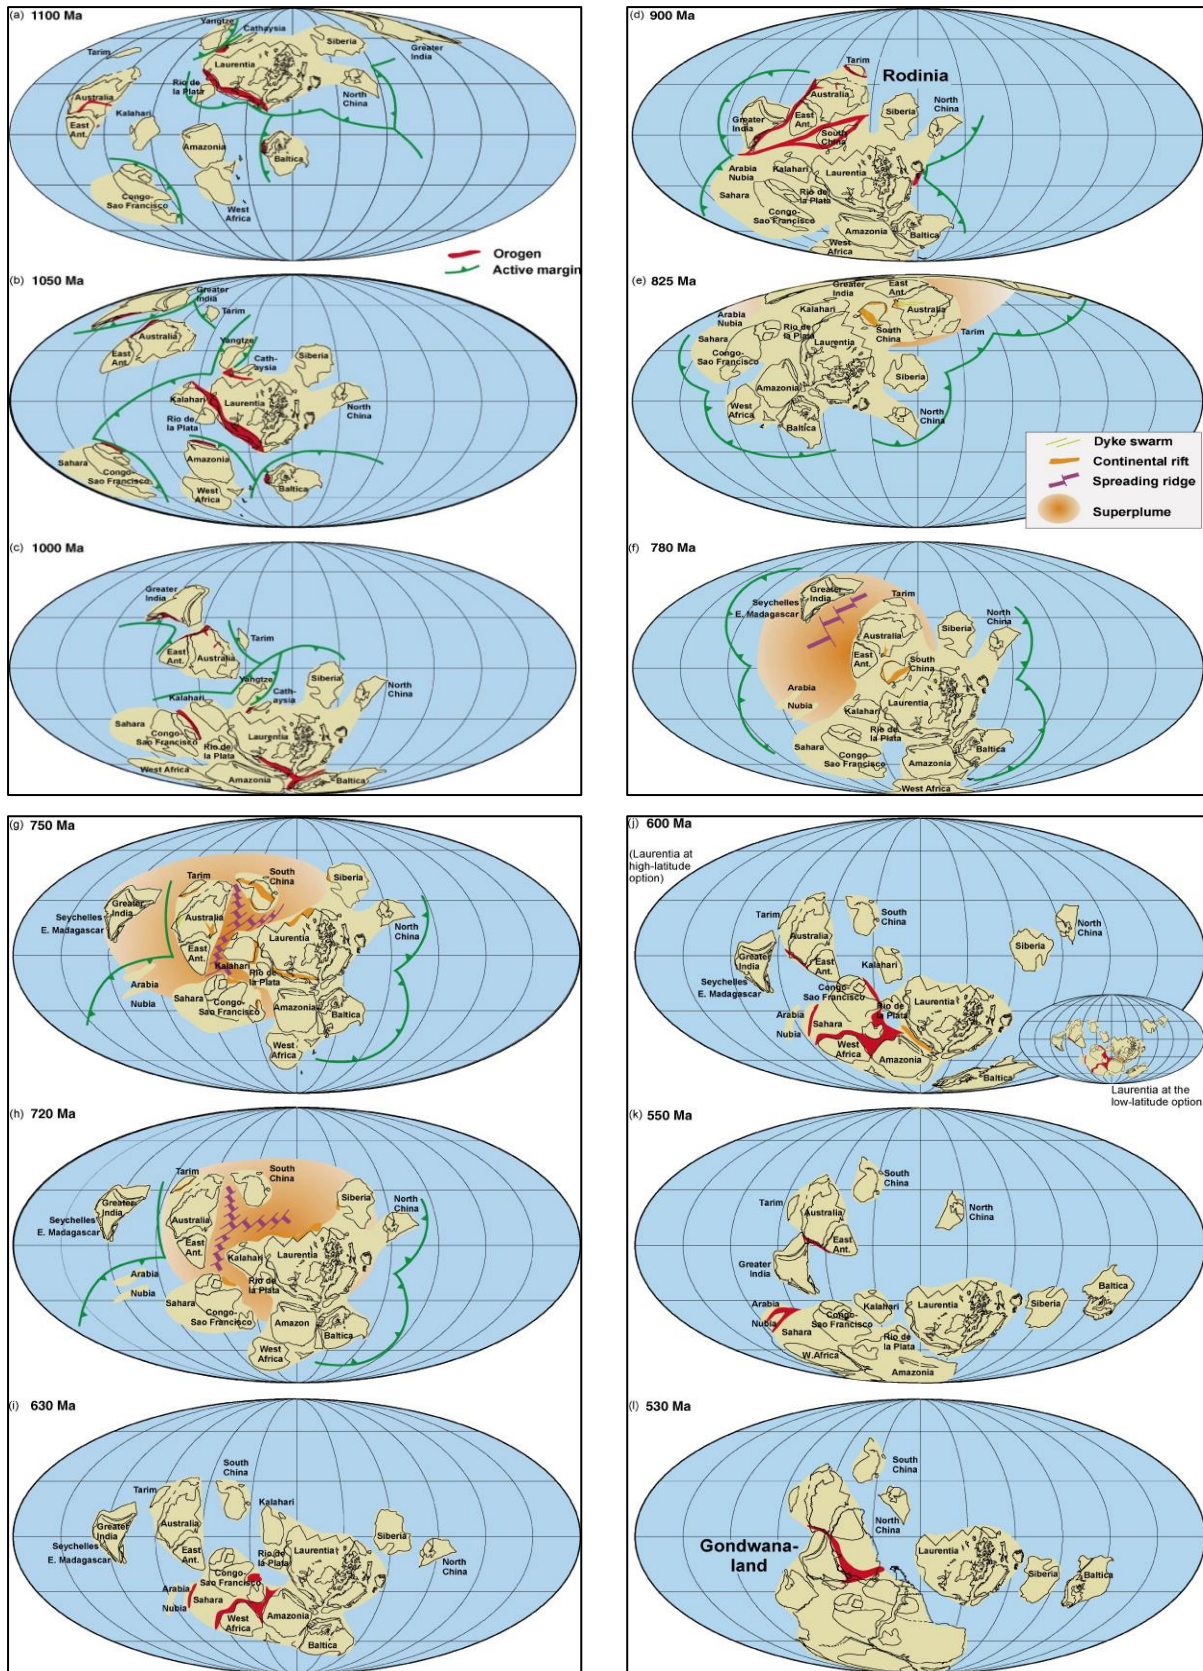 (a) 1100 Ma
Yangtze
Cathaysia
Siberia
Greater
India
Tarim
Laurentia
Rio de
la Plata
North
China
Australia
East
Ant.
Kalahari
Amazonia
Baltica
Congo-
Sao Francisco
West
Africa
Orogen
Active margin
(b) 1050 Ma
Greater
India
Tarim
Australia
East
Ant.
Yangtze
Cath-
aysia
Siberia
Kalahari
Laurentia
North
China
Rio de
la Plata
Amazonia
Sahara
Congo-
Sao Francisco
West
Africa
Baltica
(c) 1000 Ma
Greater
India
Tarim
East
Ant.
Australia
Yangtze
Siberia
North
China
Cath-
aysia
Kalahari
Sahara
Congo-
Sao Francisco
Rio de
la Plata
Laurentia
West Africa
Amazonia
Baltica
(d) 900 Ma
Tarim
Rodinia
Australia
Siberia
North
China
Greater
India
East
Ant.
South
China
Arabia
Nubia
Kalahari
Laurentia
Sahara
Rio de
la Plata
Congo-
Sao Francisco
Amazonia
Baltica
West
Africa
(e) 825 Ma
Greater
India
East
Ant.
Kalahari
Australia
Arabia
Nubia
Rio de
la Plata
South
China
Tarim
Sahara
Laurentia
Congo-
Sao Francisco
Amazonia
Siberia
West
Africa
Baltica
North
China
Dyke swarm
Continental rift
Spreading ridge
Superplume
(f) 780 Ma
Greater
India
Seychelles
E. Madagascar
Tarim
Australia
Siberia
North
China
East
Ant.
South
China
Arabia
Nubia
Kalahari
Laurentia
Sahara
Rio de
la Plata
Congo-
Sao Francisco
Amazonia
Baltica
West Africa
(g) 750 Ma
South
China
Tarim
Siberia
Greater
India
Seychelles
E. Madagascar
Australia
North
China
East
Ant.
Laurentia
Kalahari
Rio de
la Plata
Arabia
Nubia
Sahara
Congo-
Sao Francisco
Amazonia
Baltica
West
Africa
(h) 720 Ma
South
China
Tarim
Siberia
North
China
Greater
India
Seychelles
E. Madagascar
Australia
East
Ant.
Kalahari
Laurentia
Arabia
Nubia
Rio de
la Plata
Sahara
Congo-
Sao Francisco
Amazon
Baltica
West
Africa
(i) 630 Ma
South
China
Tarim
Kalahari
Greater
India
Australia
Siberia
Seychelles
E. Madagascar
East
Ant.
Rio de
la Plata
Laurentia
North
China
Arabia
Nubia
Congo-
Sao Francisco
Sahara
West
Africa
Amazonia
Baltica
(j) 600 Ma
(Laurentia at
high-latitude
option)
Tarim
South
China
North
China
Australia
Siberia
Greater
India
East
Ant.
Kalahari
Seychelles
E. Madagascar
Congo-
Sao Francisco
Laurentia
Arabia
Nubia
Rio de
la Plata
Sahara
West
Africa
Amazonia
Baltica
Laurentia at the
low-latitude option
(k) 550 Ma
South
China
Tarim
Australia
North
China
East
Ant.
Greater
India
Baltica
Arabia
Nubia
Kalahari
Laurentia
Siberia
Congo-
Sao Francisco
Sahara
Rio de
la Plata
W.Africa
Amazonia
(l) 530 Ma
South
China
North
China
Gondwana-
land
Laurentia
Siberia
Baltica